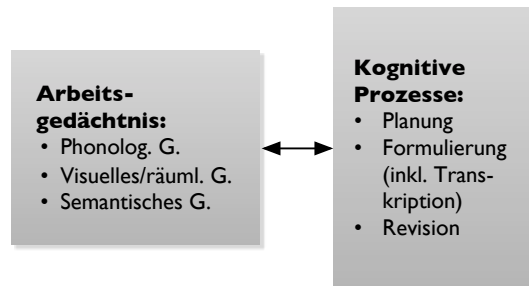 Arbeits-
gedächtnis:
• Phonolog. G.
• Visuelles/räuml. G.
• Semantisches G.
Kognitive
Prozesse:
• Planung
• Formulierung
(inkl. Trans-
kription)
• Revision